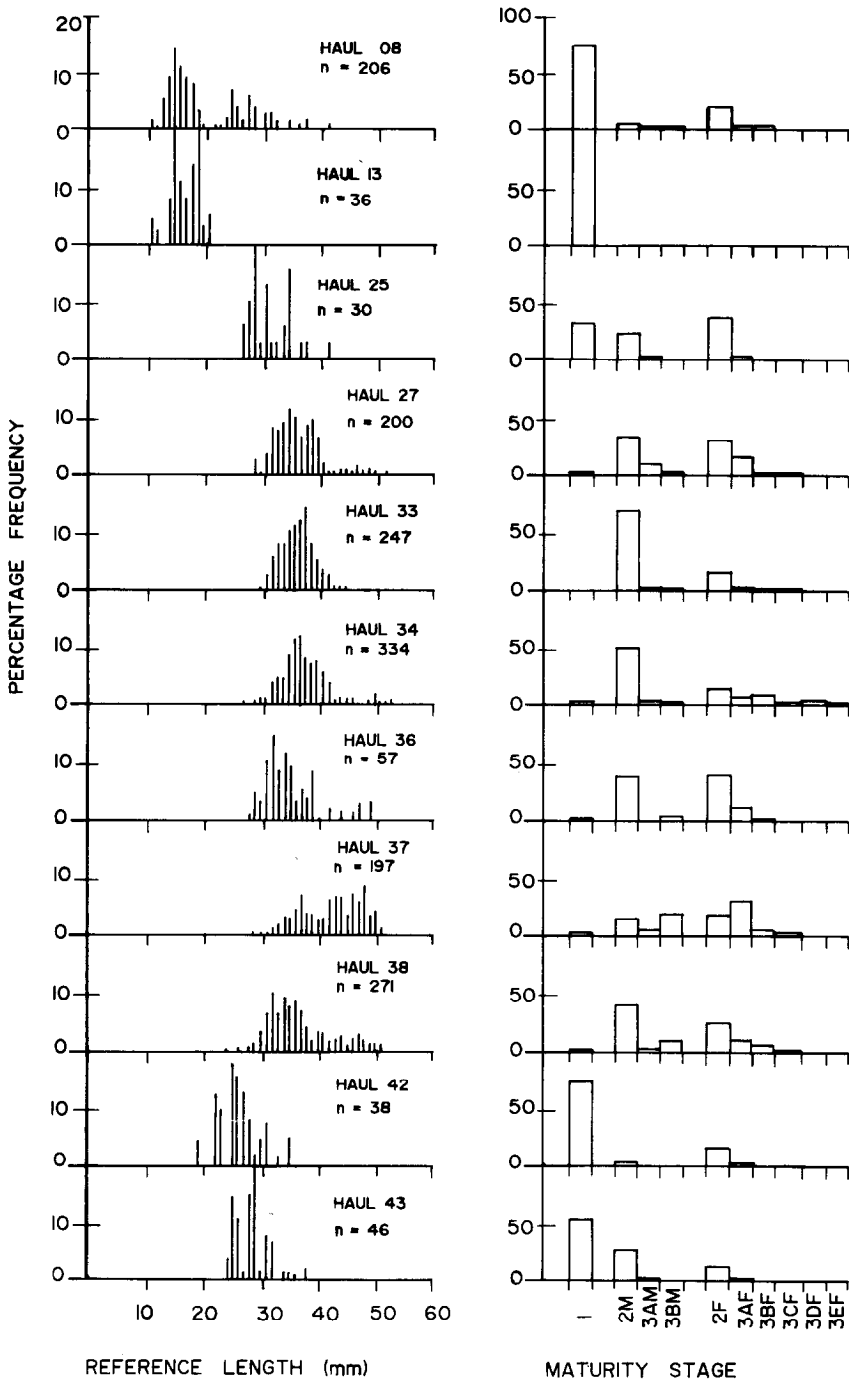 PERCENTAGE FREQUENCY
20
10
0
HAUL 08
n = 206
10
0
HAUL 13
n = 36
10
0
HAUL 25
n = 30
10
0
HAUL 27
n = 200
10
0
HAUL 33
n = 247
10
0
HAUL 34
n = 334
10
0
HAUL 36
n = 57
10
0
HAUL 37
n = 197
10
0
HAUL 38
n = 271
10
0
HAUL 42
n = 38
10
0
HAUL 43
n = 46
10 20 30 40 50 60
REFERENCE LENGTH (mm)
100
50
0
50
0
50
0
50
0
50
0
50
0
50
0
50
0
50
0
50
0
50
0
1 2M 3AM 3BM 2F 3AF 3BF 3CF 3DF 3EF
MATURITY STAGE